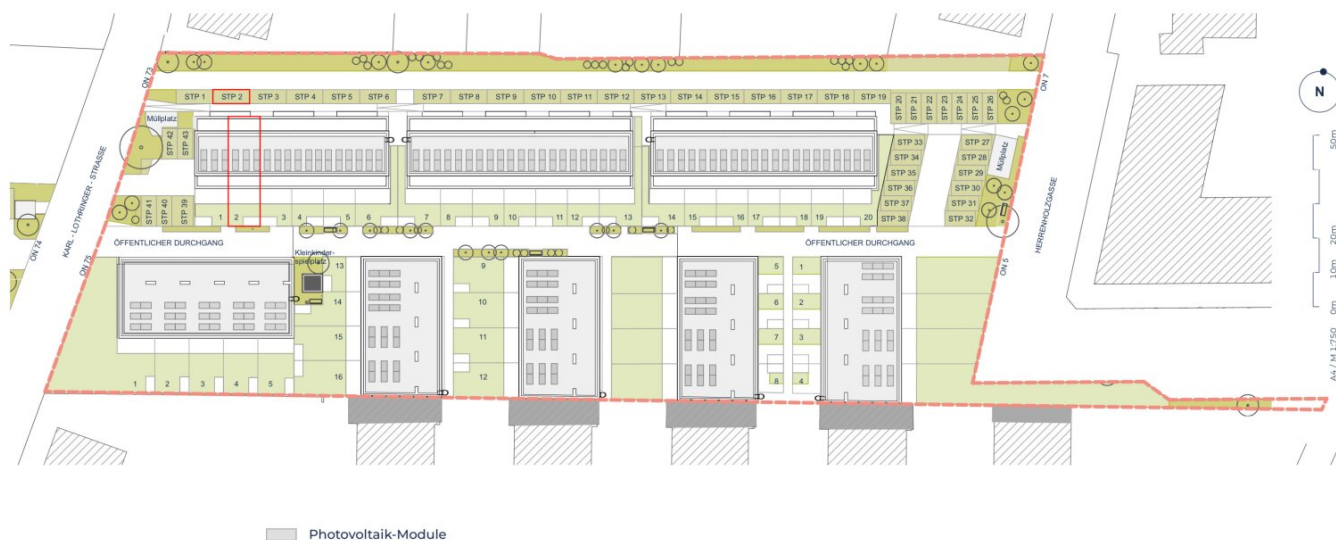 ON 73
ON 7
STP 1 STP 2 STP 3 STP 4 STP 5 STP 6 STP 7 STP 8 STP 9 STP 10 STP 11 STP 12 STP 13 STP 14 STP 15 STP 16 STP 17 STP 18 STP 19 STP 20 STP 21 STP 22 STP 23 STP 24 STP 25 STP 26
N
Müllplatz
STP 42 STP 43
STP 33 STP 27
STP 34 STP 28
STP 35 STP 29
STP 36 STP 30
STP 37 STP 31
STP 38 STP 32
Müllplatz
STP 41 STP 40 STP 39
1 2 3 4 5 6 7 8 9 10 11 12 13 14 15 16 17 18 19 20
KARL - LOTHRINGER - STRASSE
HERRENHOLZGASSE
ÖFFENTLICHER DURCHGANG
ÖFFENTLICHER DURCHGANG
ON 74
ON 75
ON 5
Kleinkinder-
spielplatz
13 9 5 1
14 10 6 2
15 11 7 3
16 12 8 4
1 2 3 4 5
50m
20m
10m
0m
A4 / M 1:750
Photovoltaik-Module